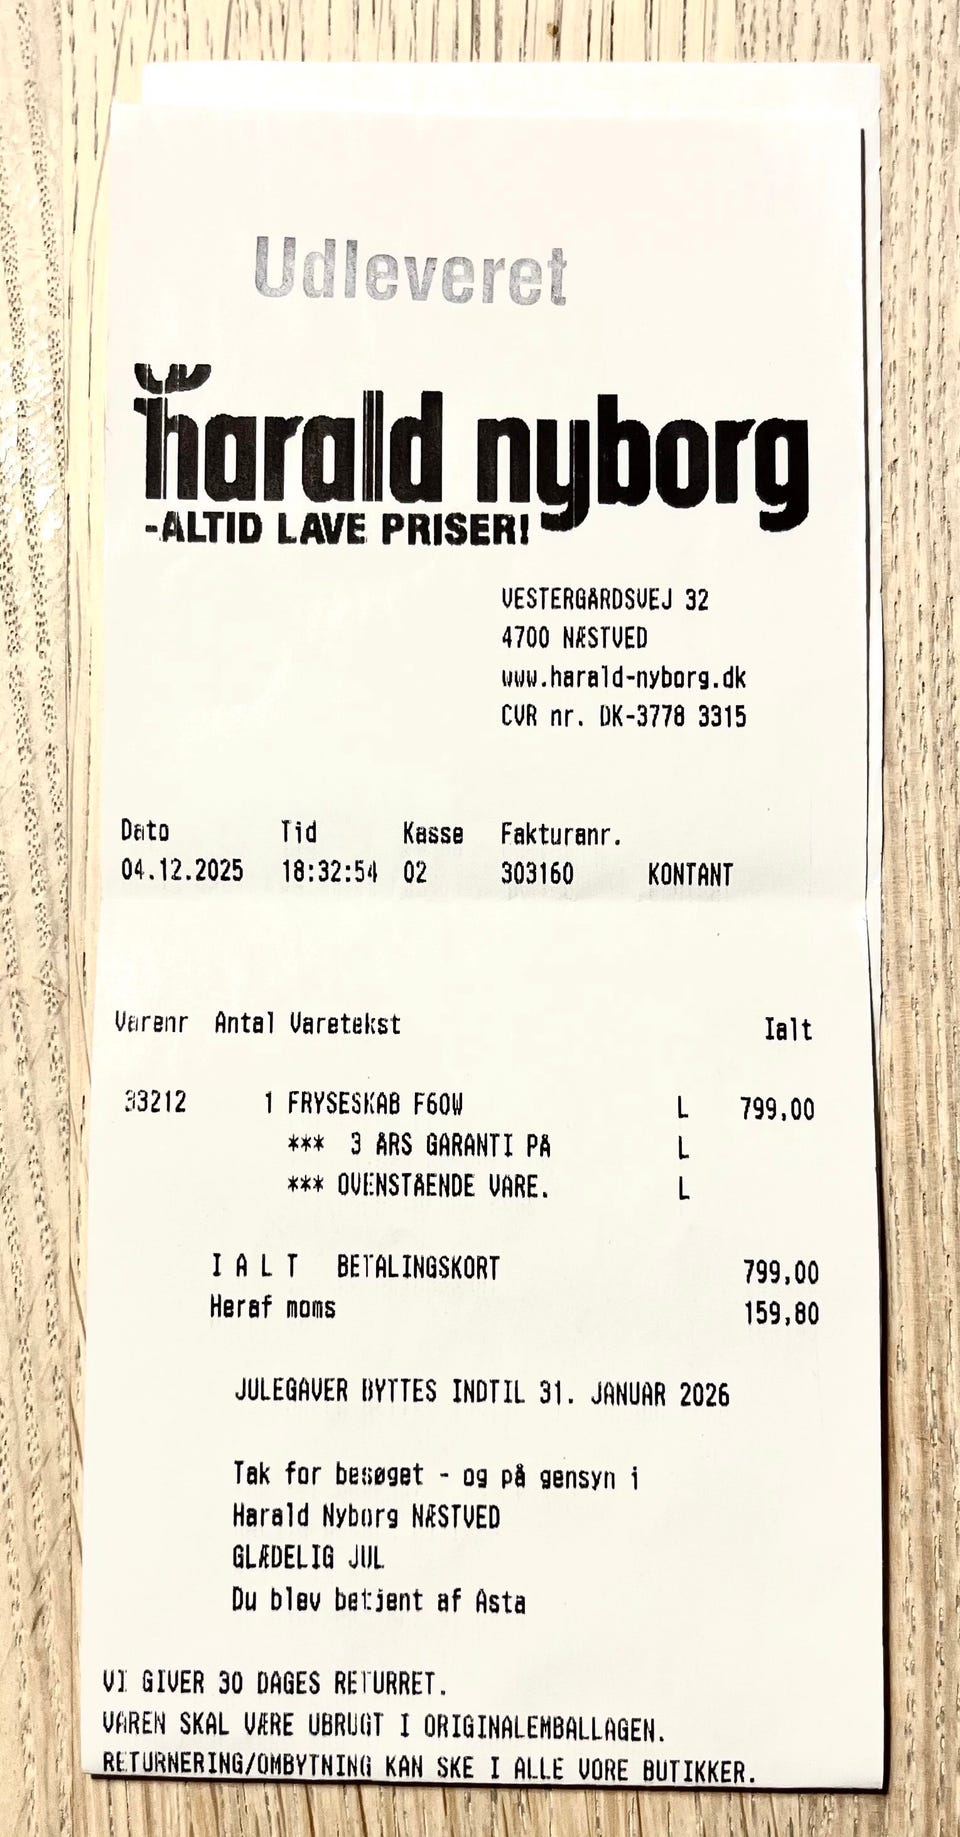 Udleveret
harald nyborg
-ALTID LAVE PRISER!
VESTERGÅRDSVEJ 32
4700 NÆSTVED
www.harald-nyborg.dk
CVR nr. DK-3778 3315
Dato Tid Kasse Fakturanr.
04.12.2025 18:32:54 02 303160 KONTANT
Varenr Antal Varetekst Ialt
33212 1 FRYSESKAB F60W L 799,00
*** 3 ÅRS GARANTI PÅ L
*** OVENSTÅENDE VARE. L
I A L T BETALINGSKORT 799,00
Heraf moms 159,80
JULEGAVER BYTTES INDTIL 31. JANUAR 2026
Tak for besøget - og på gensyn i
Harald Nyborg NÆSTVED
GLÆDELIG JUL
Du blev betjent af Asta
VI GIVER 30 DAGES RETURRET.
VAREN SKAL VÆRE UBRUGT I ORIGINALEMBALLAGEN.
RETURNERING/OMBYTNING KAN SKE I ALLE VORE BUTIKKER.